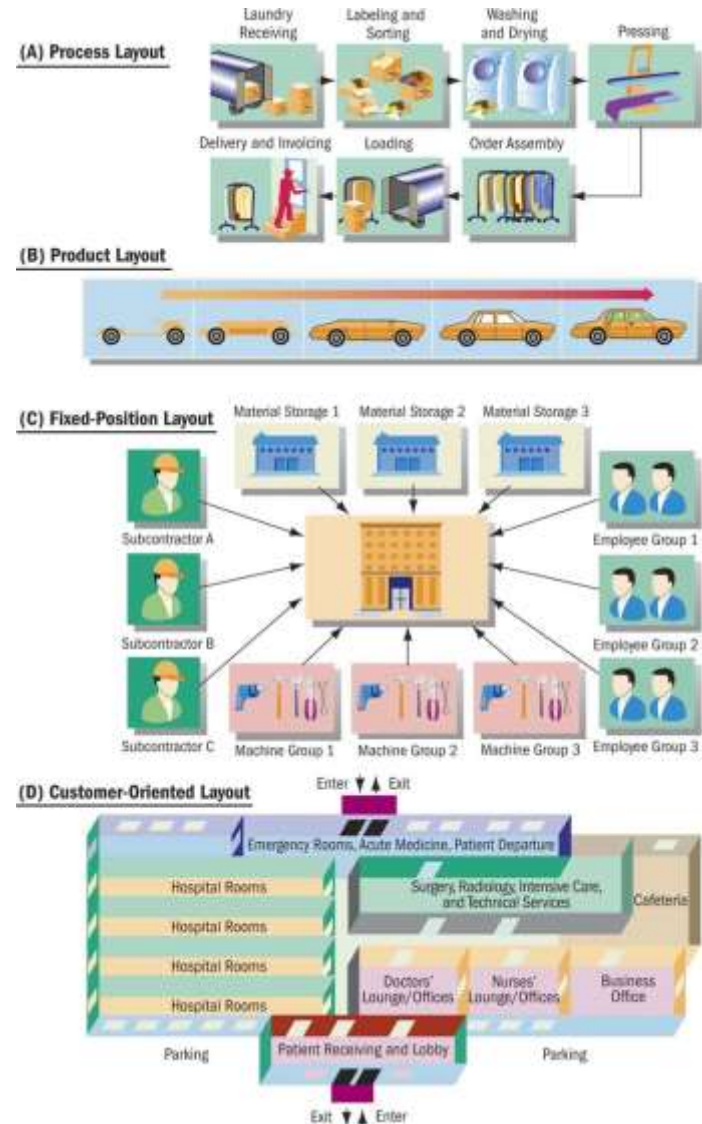 (A) Process Layout
Laundry
Receiving
Labeling and
Sorting
Washing
and Drying
Pressing
Delivery and Invoicing
Loading
Order Assembly
(B) Product Layout
(C) Fixed-Position Layout
Material Storage 1
Material Storage 2
Material Storage 3
Subcontractor A
Employee Group 1
Subcontractor B
Employee Group 2
Subcontractor C
Machine Group 1
Machine Group 2
Machine Group 3
Employee Group 3
(D) Customer-Oriented Layout
Enter
Exit
Emergency Rooms, Acute Medicine, Patient Departure
Hospital Rooms
Surgery, Radiology, Intensive Care,
and Technical Services
Cafeteria
Hospital Rooms
Hospital Rooms
Hospital Rooms
Doctors'
Lounge/Offices
Nurses'
Lounge/Offices
Business
Office
Parking
Patient Receiving and Lobby
Parking
Exit
Enter